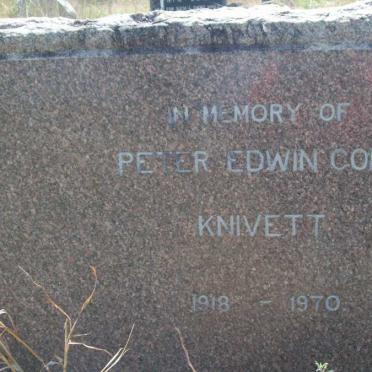 IN MEMORY OF
PETER EDWIN
KNIVETT
1918 - 1970